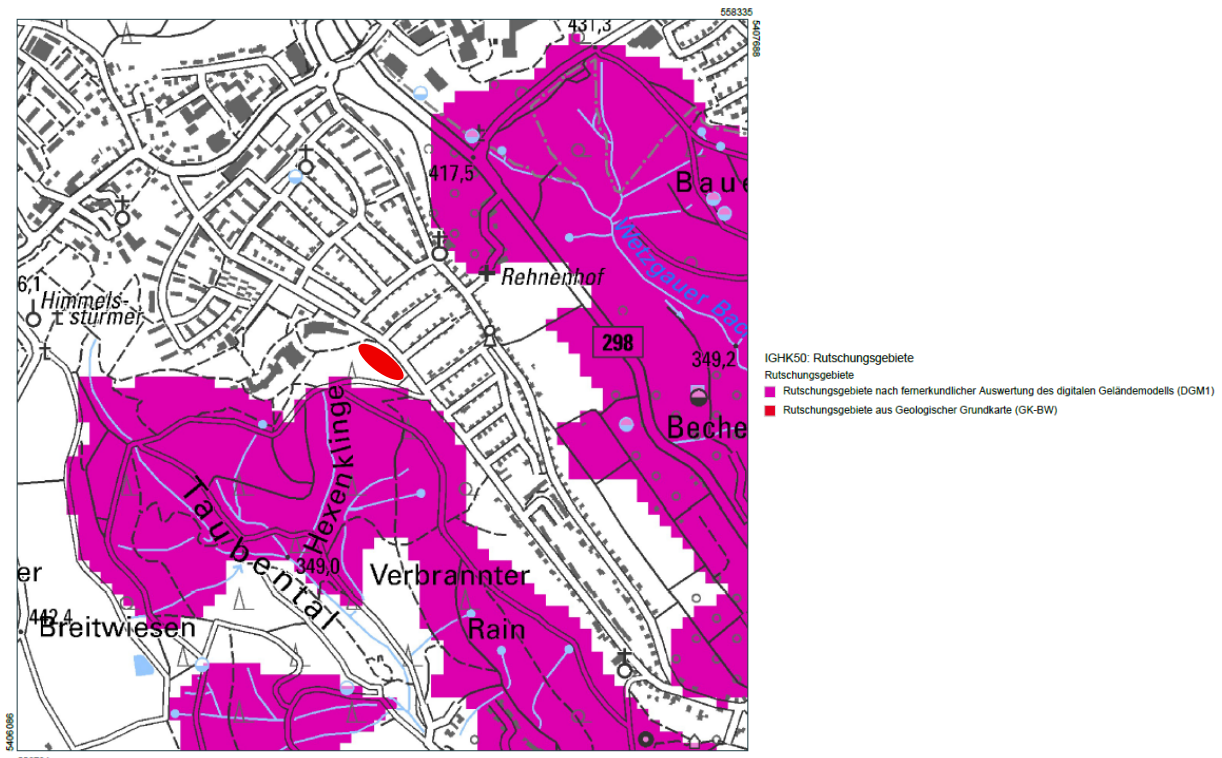 558335
5407688
431,3
417,5
Baue
Wetzgauer Bac
Rehnenhof
6,1
Himmels-
stürmer
298
349,2
IGHK50: Rutschungsgebiete
Rutschungsgebiete
Rutschungsgebiete nach fernerkundlicher Auswertung des digitalen Geländemodells (DGM1)
Rutschungsgebiete aus Geologischer Grundkarte (GK-BW)
Beche
Hexenklinge
Taubental
349,0
er
Verbrannter
Rain
442,4
Breitwiesen
5406086